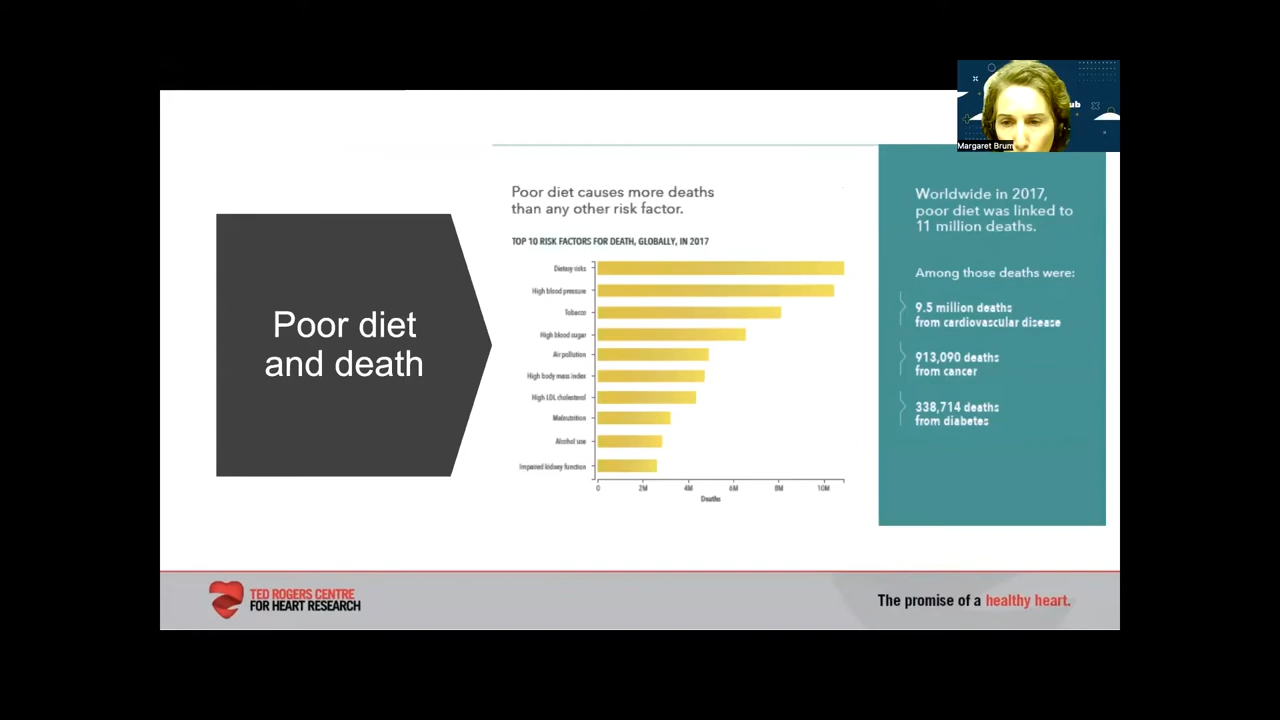 ub
Margaret Brum
Poor diet
and death
Poor diet causes more deaths
than any other risk factor.
TOP 10 RISK FACTORS FOR DEATH, GLOBALLY, IN 2017
Dietary risks
High blood pressure
Tobacco
High blood sugar
Air pollution
High body mass index
High LDL cholesterol
Malnutrition
Alcohol use
Impaired kidney function
0 2M 4M 6M 8M 10M
Deaths
Worldwide in 2017,
poor diet was linked to
11 million deaths.
Among those deaths were:
9.5 million deaths
from cardiovascular disease
913,090 deaths
from cancer
338,714 deaths
from diabetes
TED ROGERS CENTRE
FOR HEART RESEARCH
The promise of a healthy heart.